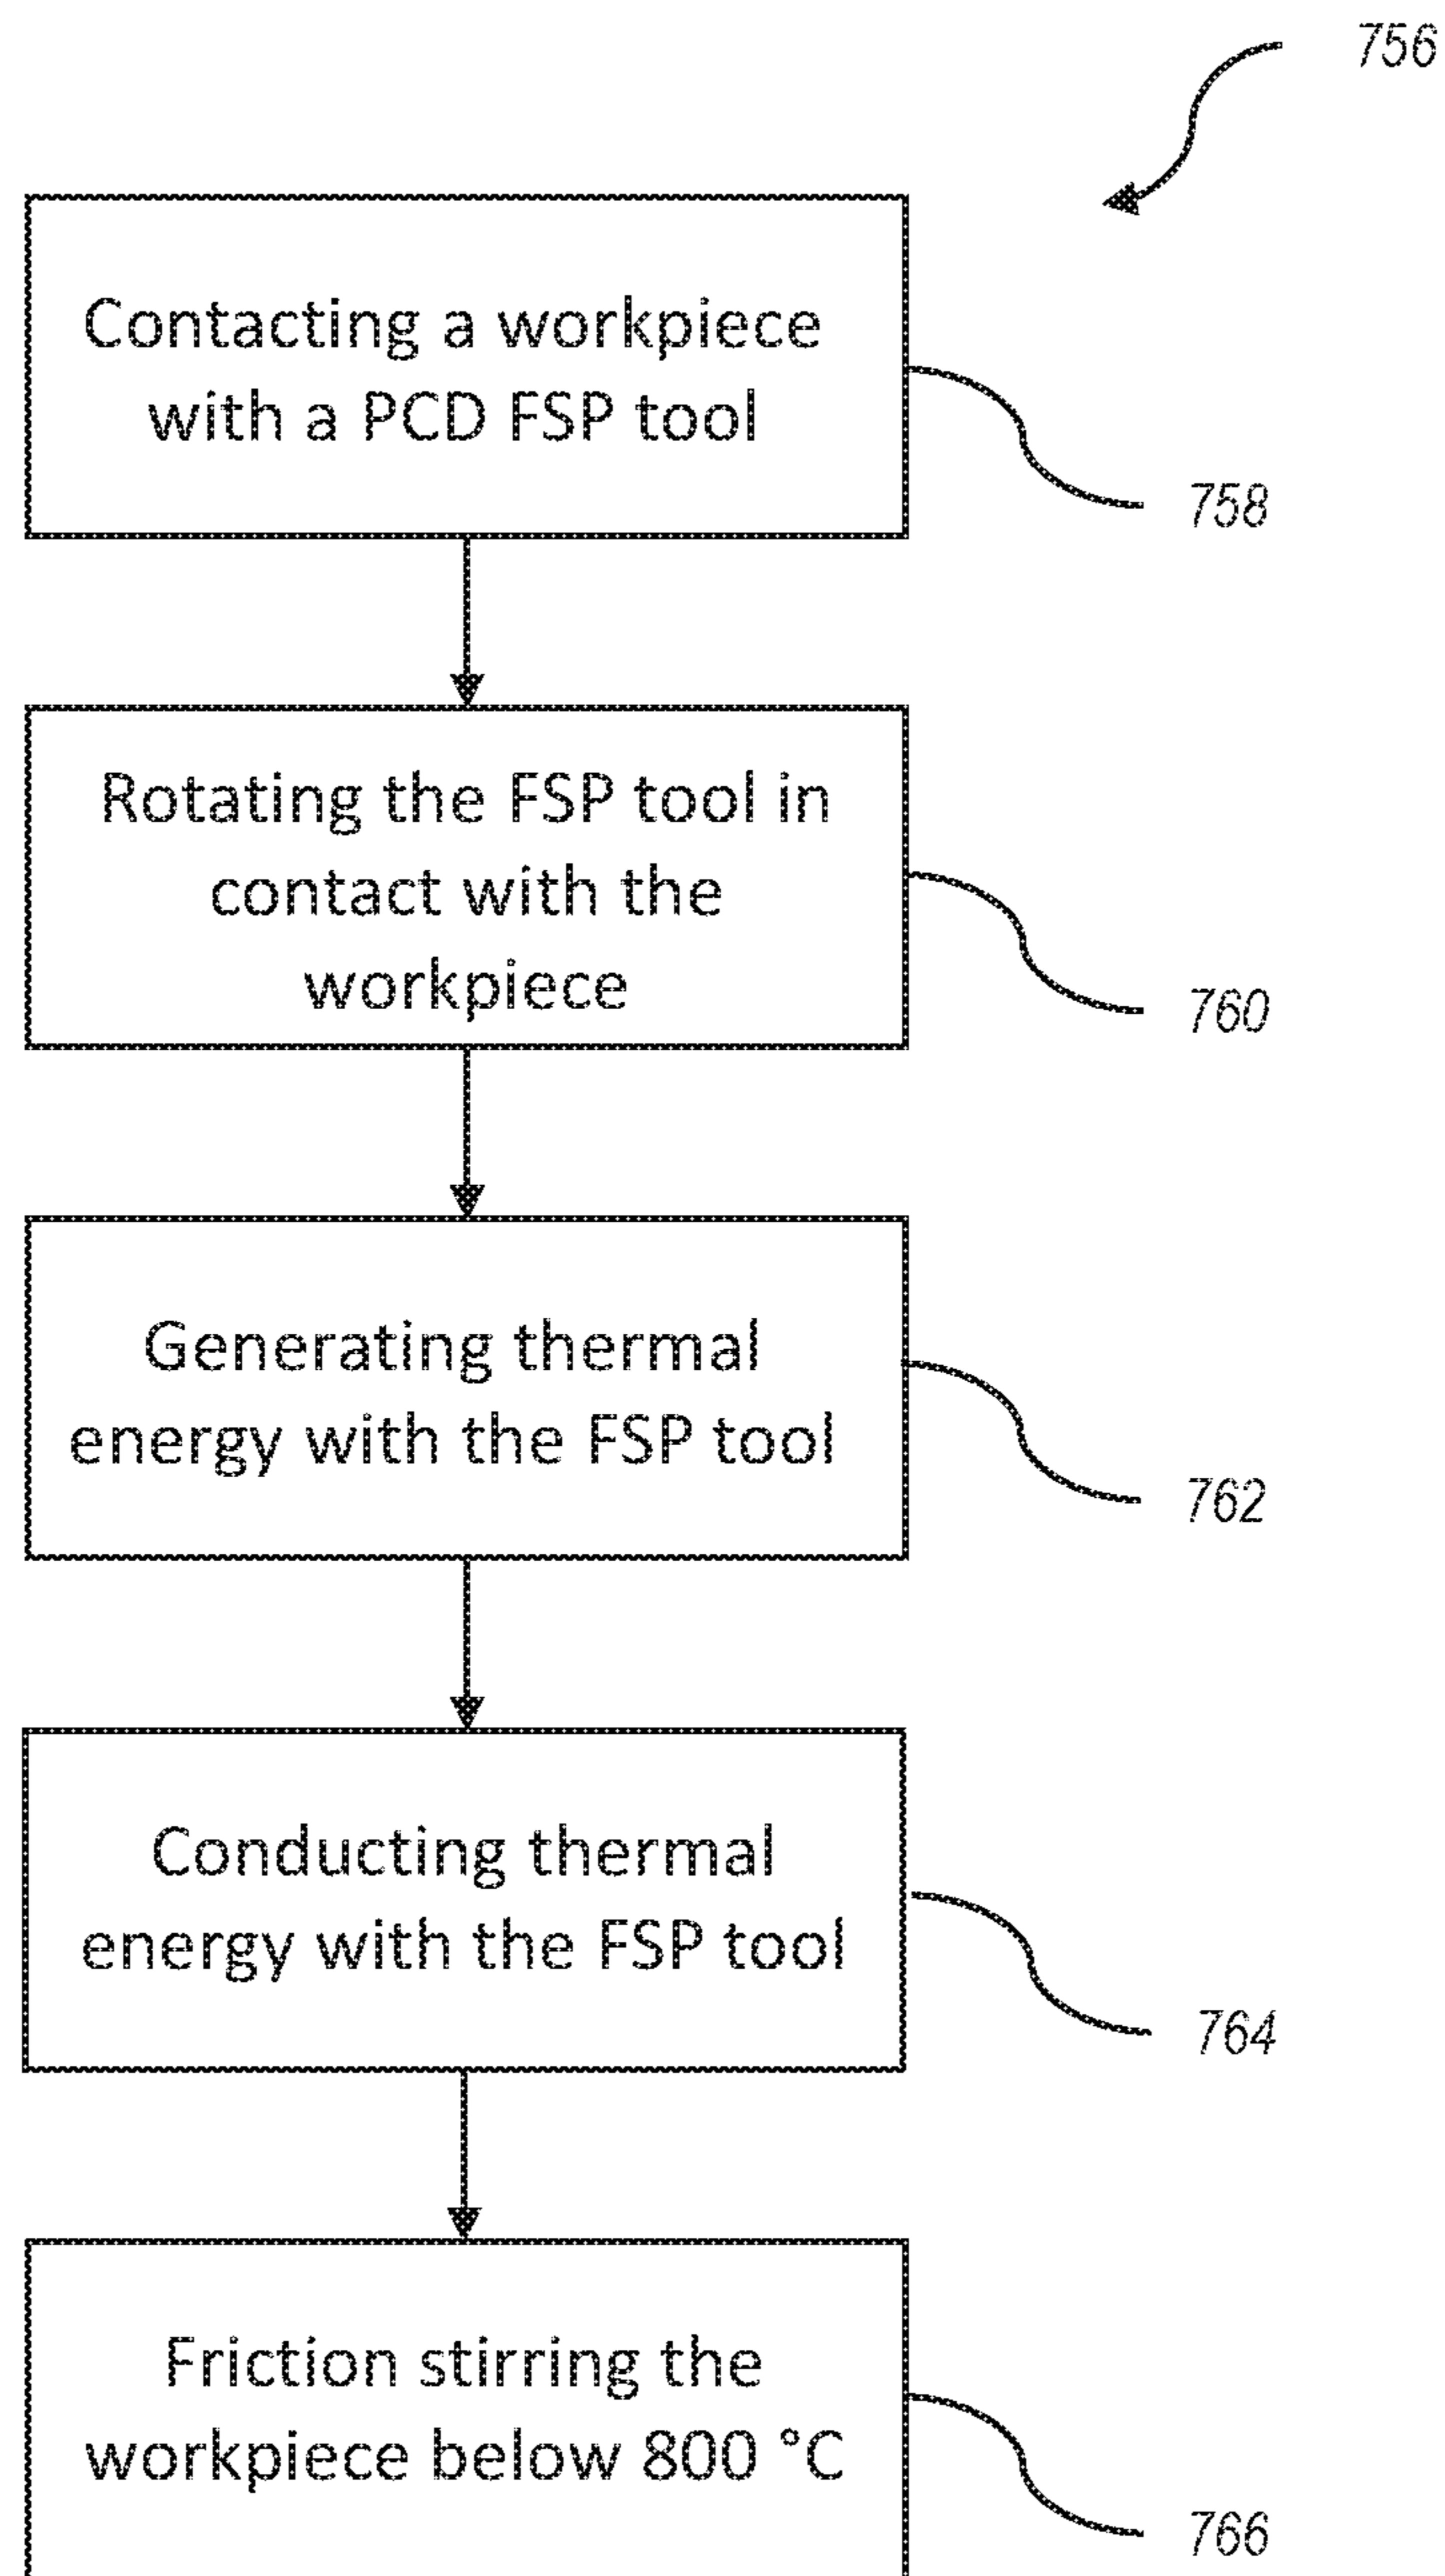 756
Contacting a workpiece
with a PCD FSP tool
758
Rotating the FSP tool in
contact with the
workpiece
760
Generating thermal
energy with the FSP tool
762
Conducting thermal
energy with the FSP tool
764
Friction stirring the
workpiece below 800 °C
766